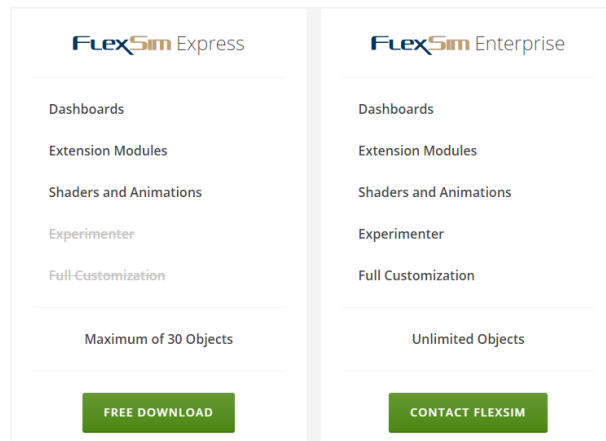 FlexSim Express
Dashboards
Extension Modules
Shaders and Animations
Experimenter
Full Customization
Maximum of 30 Objects
FREE DOWNLOAD
FlexSim Enterprise
Dashboards
Extension Modules
Shaders and Animations
Experimenter
Full Customization
Unlimited Objects
CONTACT FLEXSIM